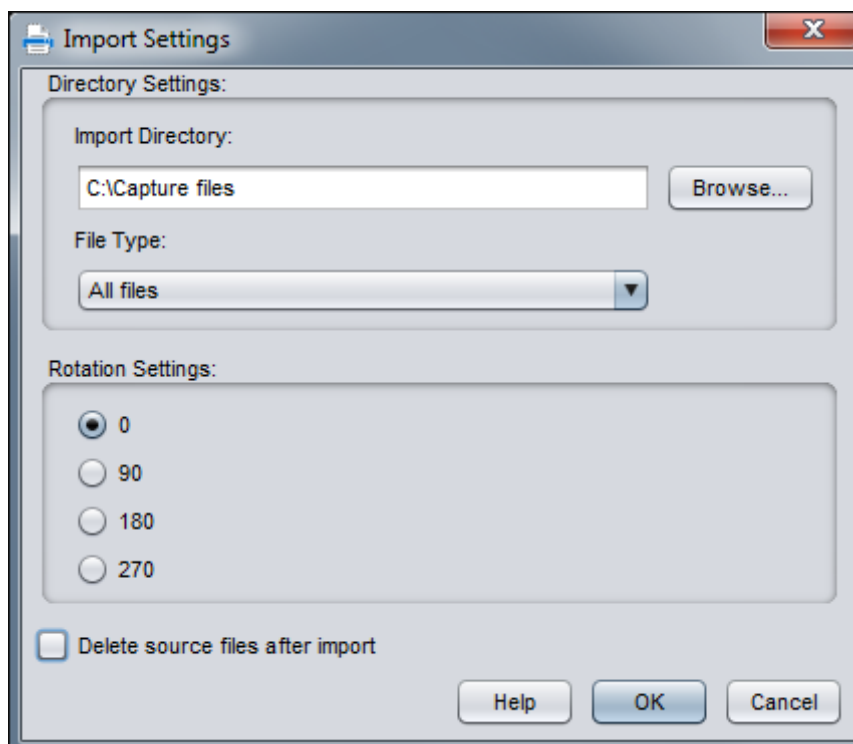 Import Settings
Directory Settings:
Import Directory:
C:\Capture files
Browse...
File Type:
All files
Rotation Settings:
0
90
180
270
Delete source files after import
Help
OK
Cancel